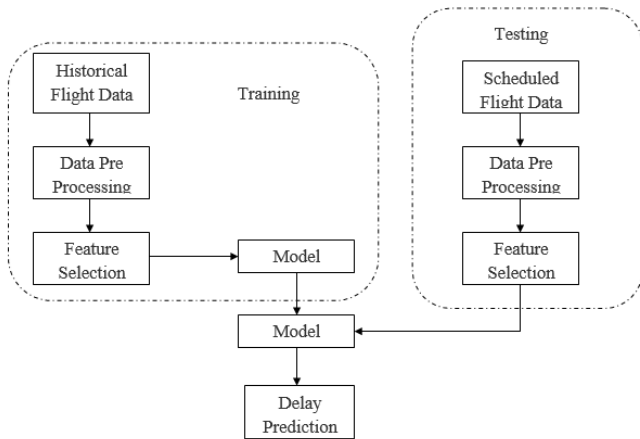 Training
Historical
Flight Data
Data Pre
Processing
Feature
Selection
Model
Testing
Scheduled
Flight Data
Data Pre
Processing
Feature
Selection
Model
Delay
Prediction